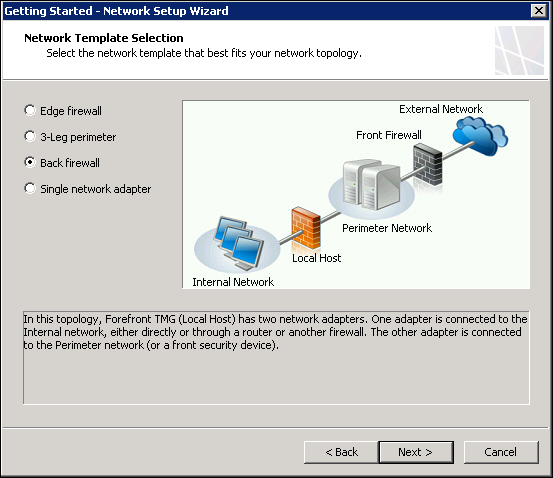 Getting Started - Network Setup Wizard
Network Template Selection
Select the network template that best fits your network topology.
Edge firewall
3-Leg perimeter
Back firewall
Single network adapter
External Network
Front Firewall
Perimeter Network
Local Host
Internal Network
In this topology, Forefront TMG (Local Host) has two network adapters. One adapter is connected to the
Internal network, either directly or through a router or another firewall. The other adapter is connected
to the Perimeter network (or a front security device).
< Back
Next >
Cancel